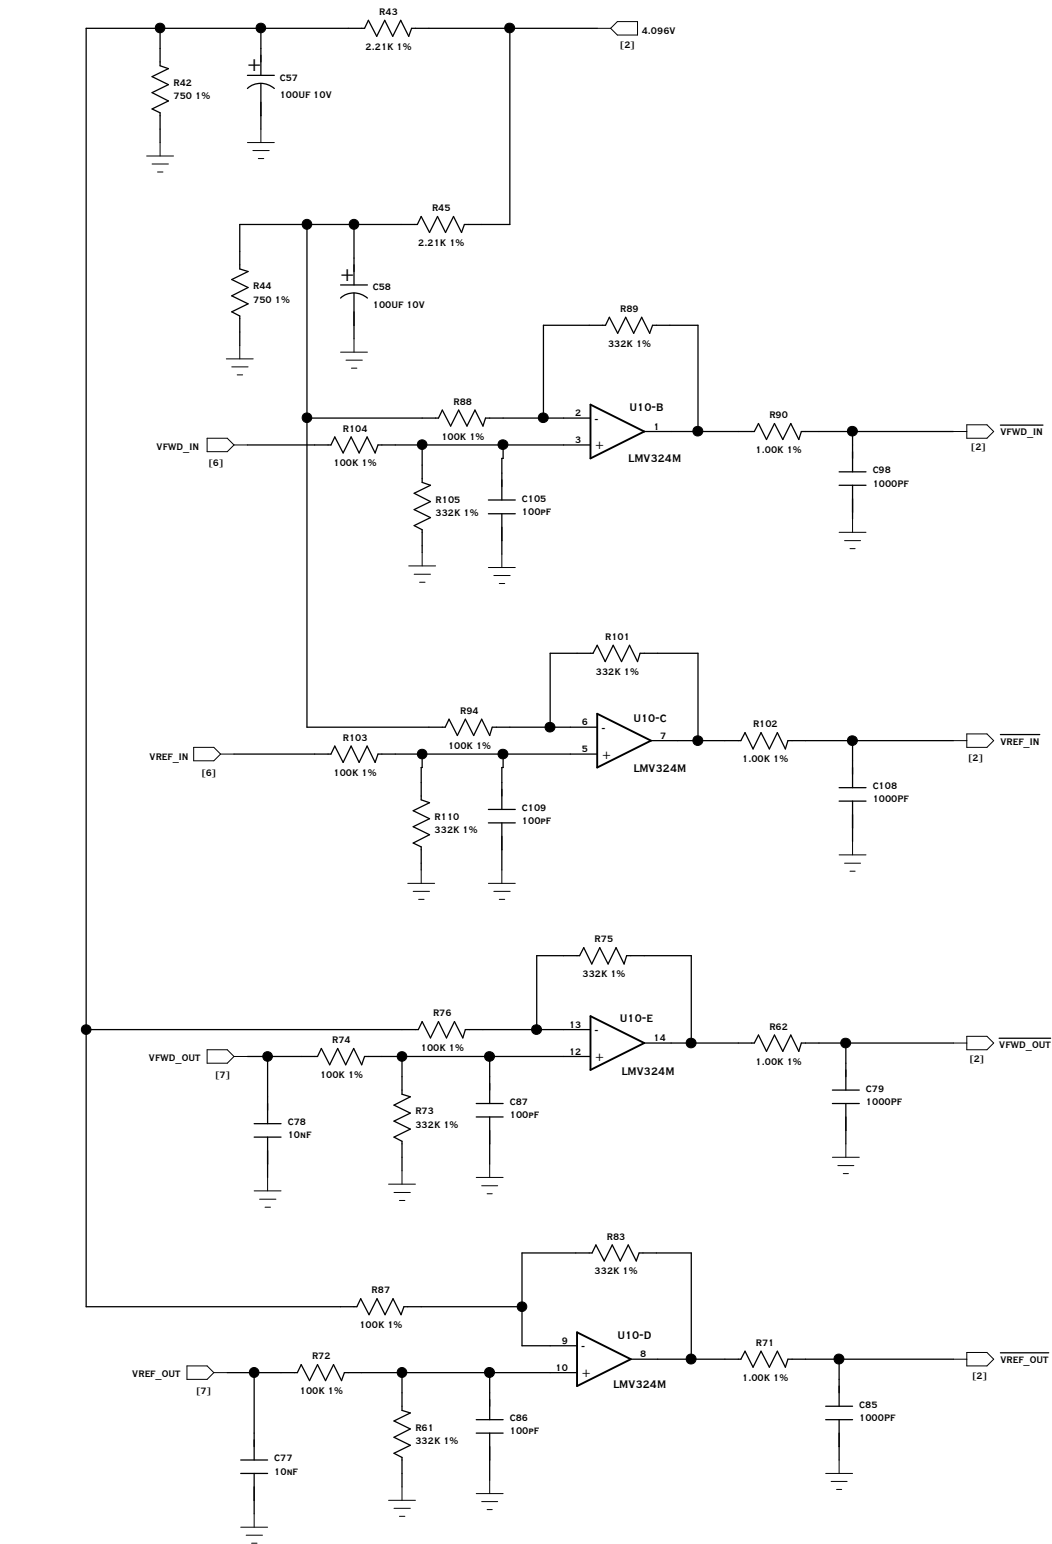 R43
2.21K 1%
4.096V
[2]
R42
750 1%
C57
100UF 10V
R45
2.21K 1%
R44
750 1%
C58
100UF 10V
R89
332K 1%
R88
100K 1%
2
-
U10-B
1
3
+
LMV324M
R90
1.00K 1%
VFWD_IN
[2]
VFWD_IN
[6]
R104
100K 1%
R105
332K 1%
C105
100PF
C98
1000PF
R101
332K 1%
R94
100K 1%
6
-
U10-C
7
5
+
LMV324M
R102
1.00K 1%
VREF_IN
[2]
VREF_IN
[6]
R103
100K 1%
R110
332K 1%
C109
100PF
C108
1000PF
R75
332K 1%
R76
100K 1%
13
-
U10-E
14
12
+
LMV324M
R62
1.00K 1%
VFWD_OUT
[2]
VFWD_OUT
[7]
R74
100K 1%
C78
10NF
R73
332K 1%
C87
100PF
C79
1000PF
R83
332K 1%
R87
100K 1%
9
-
U10-D
8
10
+
LMV324M
R71
1.00K 1%
VREF_OUT
[2]
VREF_OUT
[7]
R72
100K 1%
C77
10NF
R61
332K 1%
C86
100PF
C85
1000PF